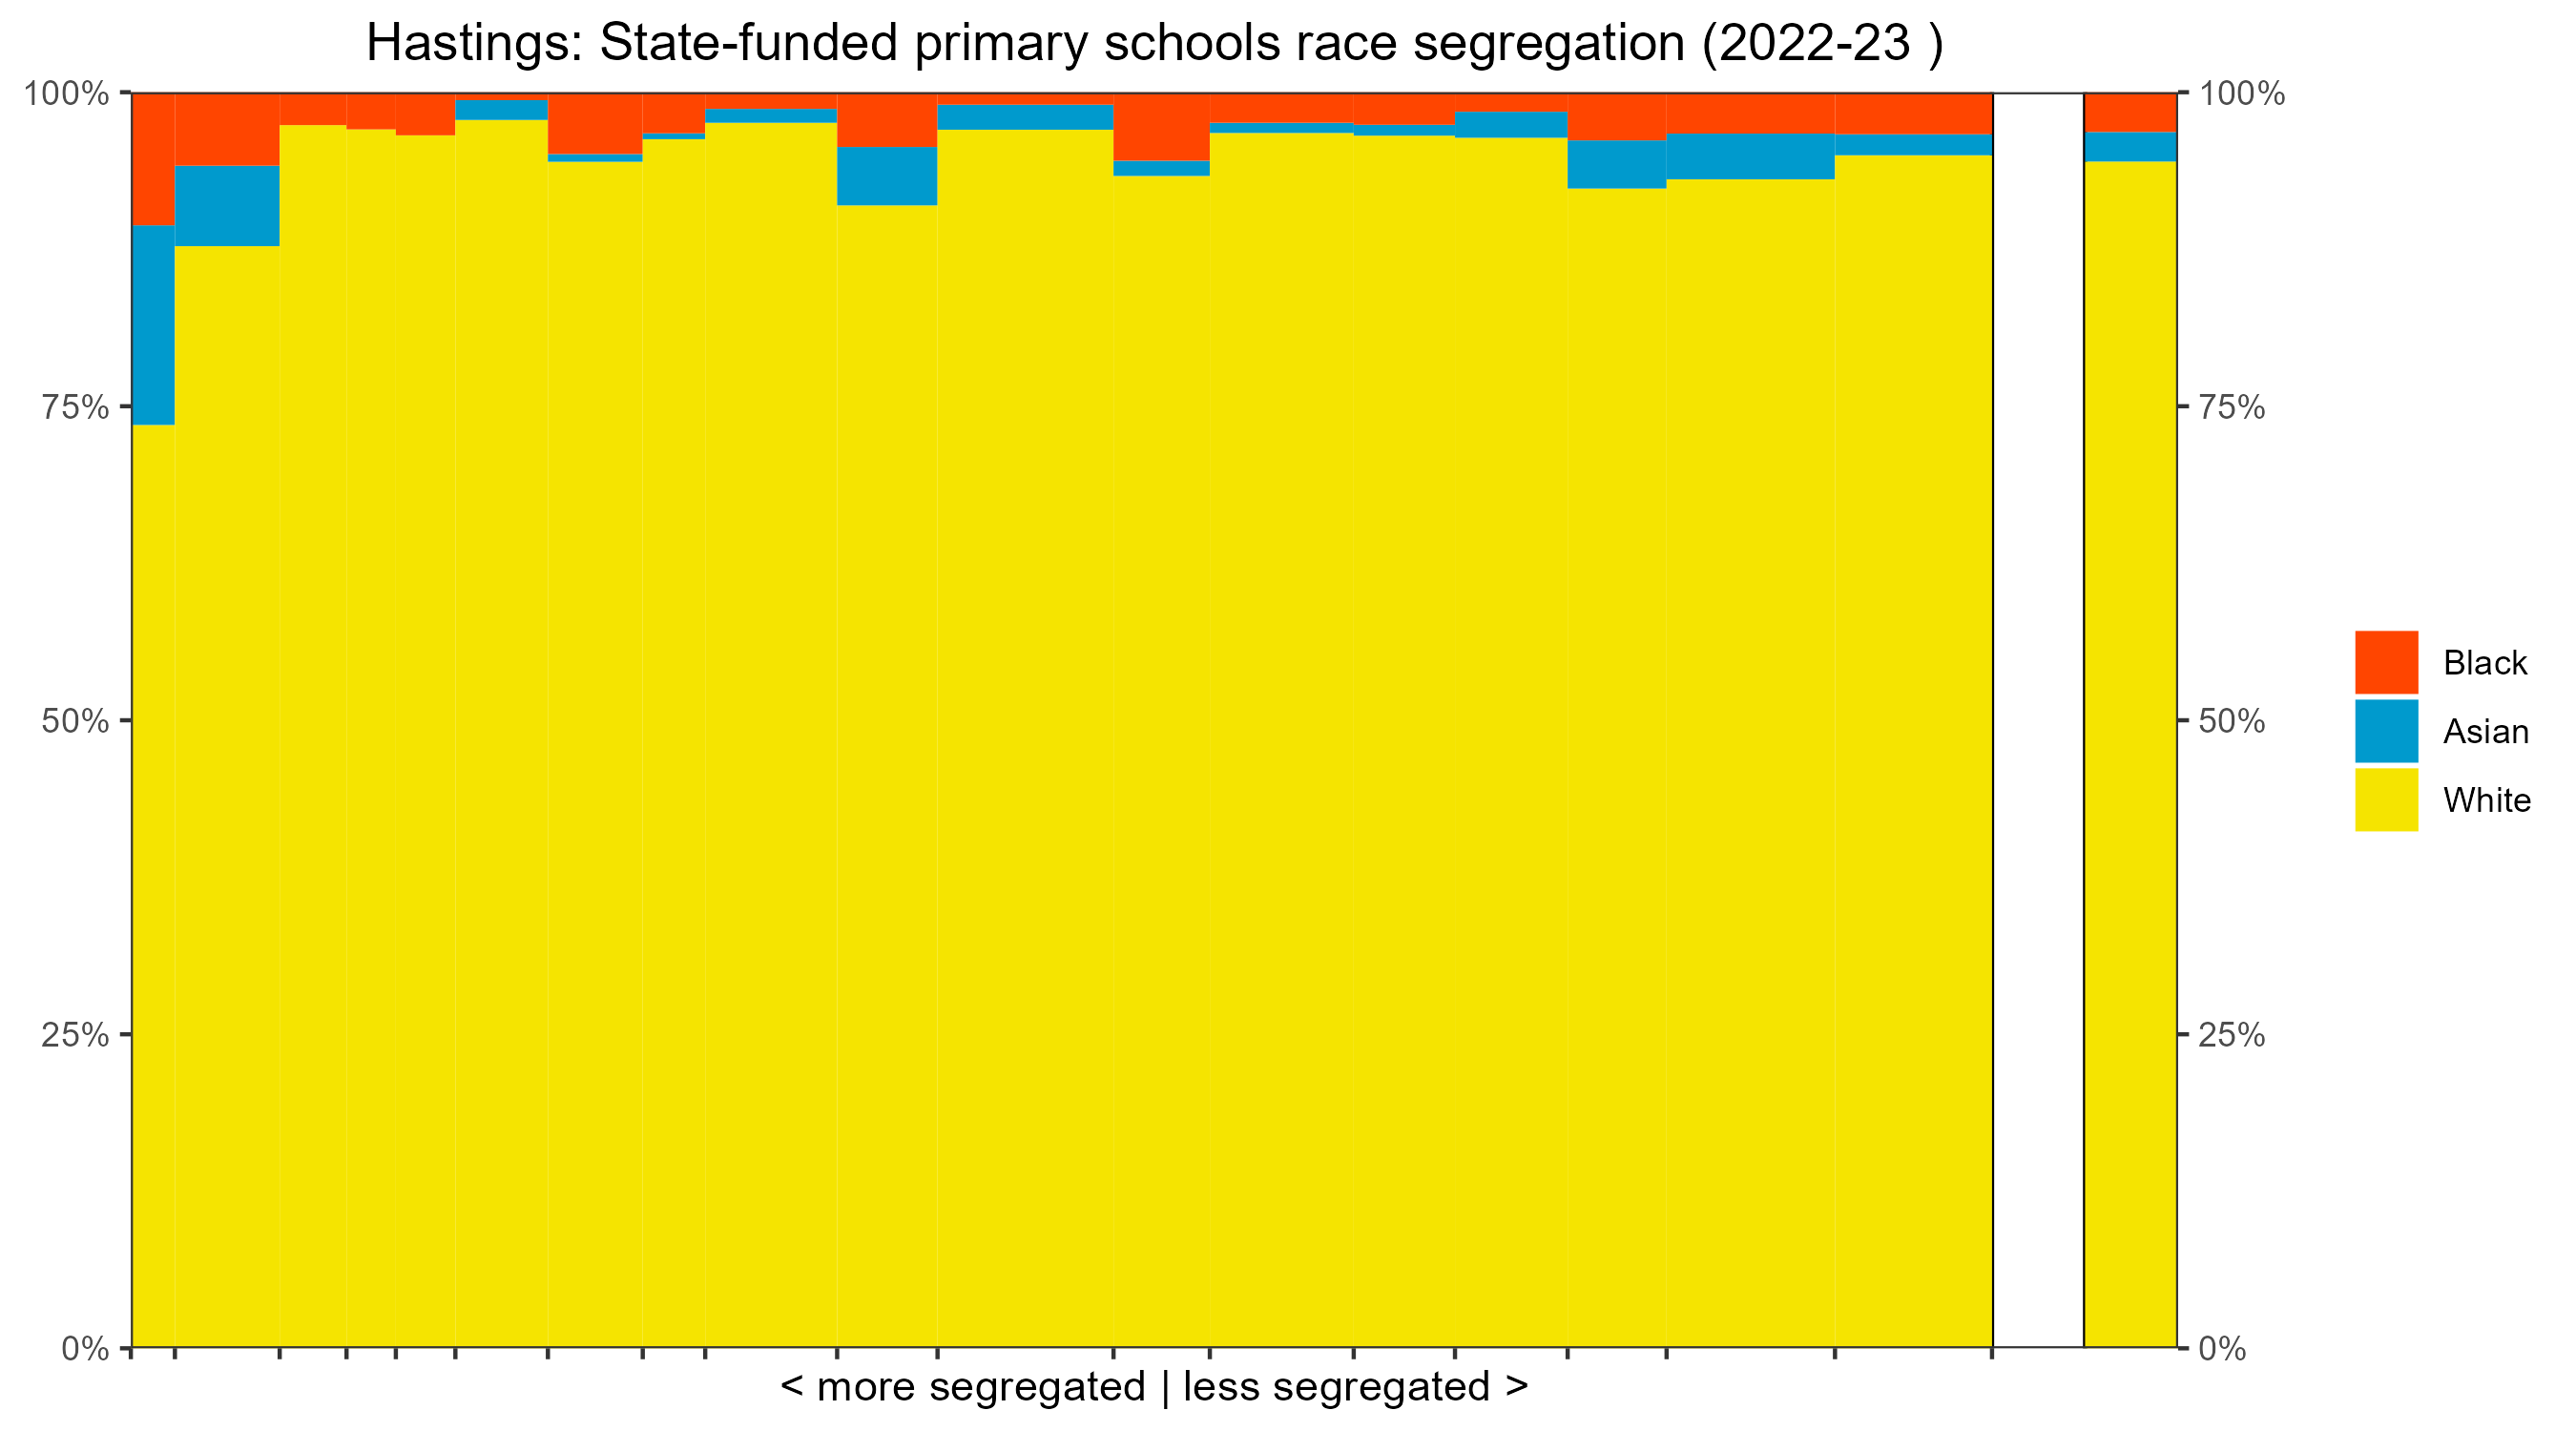 Hastings: State-funded primary schools race segregation (2022-23 )
100%
75%
50%
25%
0%
100%
75%
50%
25%
0%
Black
Asian
White
< more segregated | less segregated >